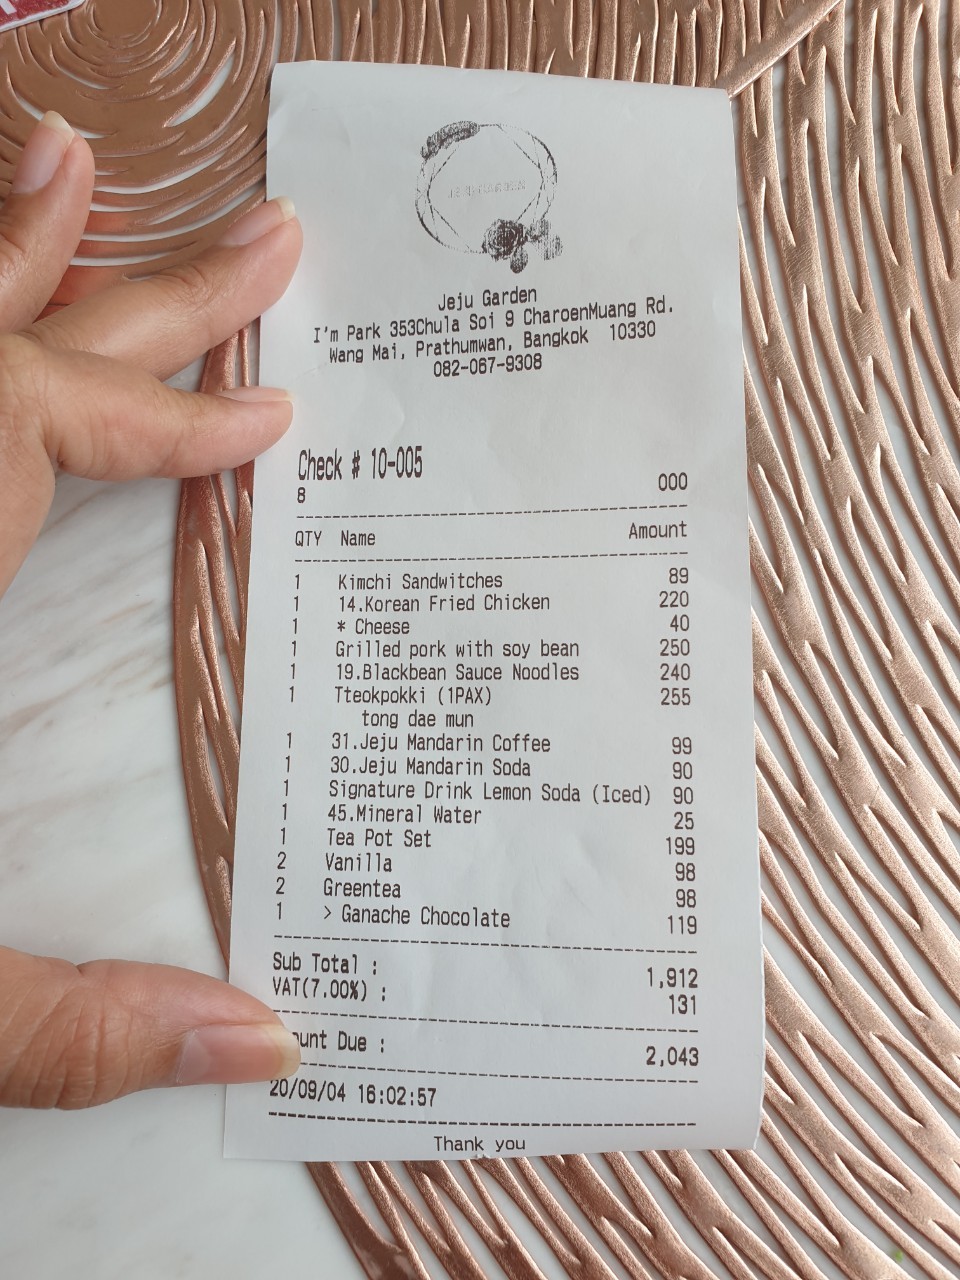 Jeju Garden
I'm Park 353Chula Soi 9 CharoenMuang Rd.
Wang Mai, Prathumwan, Bangkok 10330
082-067-9308
Check # 10-005
8 000
QTY Name Amount
1 Kimchi Sandwitches 89
1 14.Korean Fried Chicken 220
1 * Cheese 40
1 Grilled pork with soy bean 250
1 19.Blackbean Sauce Noodles 240
1 Tteokpokki (1PAX) 255
tong dae mun
1 31.Jeju Mandarin Coffee 99
1 30.Jeju Mandarin Soda 90
1 Signature Drink Lemon Soda (Iced) 90
1 45.Mineral Water 25
1 Tea Pot Set 199
2 Vanilla 98
2 Greentea 98
1 > Ganache Chocolate 119
Sub Total : 1,912
VAT(7.00%) : 131
ount Due : 2,043
20/09/04 16:02:57
Thank you